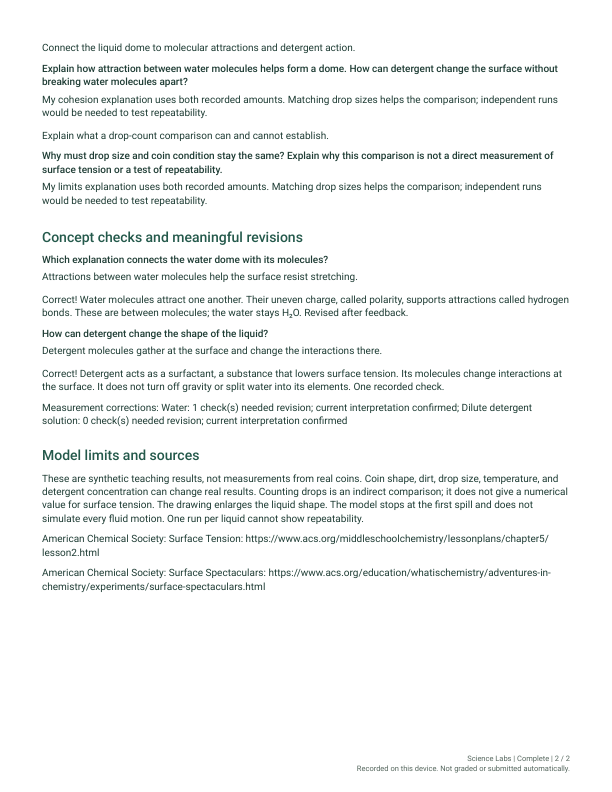 Connect the liquid dome to molecular attractions and detergent action.
Explain how attraction between water molecules helps form a dome. How can detergent change the surface without
breaking water molecules apart?
My cohesion explanation uses both recorded amounts. Matching drop sizes helps the comparison; independent runs
would be needed to test repeatability.
Explain what a drop-count comparison can and cannot establish.
Why must drop size and coin condition stay the same? Explain why this comparison is not a direct measurement of
surface tension or a test of repeatability.
My limits explanation uses both recorded amounts. Matching drop sizes helps the comparison; independent runs
would be needed to test repeatability.
Concept checks and meaningful revisions
Which explanation connects the water dome with its molecules?
Attractions between water molecules help the surface resist stretching.
Correct! Water molecules attract one another. Their uneven charge, called polarity, supports attractions called hydrogen
bonds. These are between molecules; the water stays H₂O. Revised after feedback.
How can detergent change the shape of the liquid?
Detergent molecules gather at the surface and change the interactions there.
Correct! Detergent acts as a surfactant, a substance that lowers surface tension. Its molecules change interactions at
the surface. It does not turn off gravity or split water into its elements. One recorded check.
Measurement corrections: Water: 1 check(s) needed revision; current interpretation confirmed; Dilute detergent
solution: 0 check(s) needed revision; current interpretation confirmed
Model limits and sources
These are synthetic teaching results, not measurements from real coins. Coin shape, dirt, drop size, temperature, and
detergent concentration can change real results. Counting drops is an indirect comparison; it does not give a numerical
value for surface tension. The drawing enlarges the liquid shape. The model stops at the first spill and does not
simulate every fluid motion. One run per liquid cannot show repeatability.
American Chemical Society: Surface Tension: https://www.acs.org/middleschoolchemistry/lessonplans/chapter5/
lesson2.html
American Chemical Society: Surface Spectaculars: https://www.acs.org/education/whatischemistry/adventures-in-
chemistry/experiments/surface-spectaculars.html
Science Labs | Complete | 2 / 2
Recorded on this device. Not graded or submitted automatically.